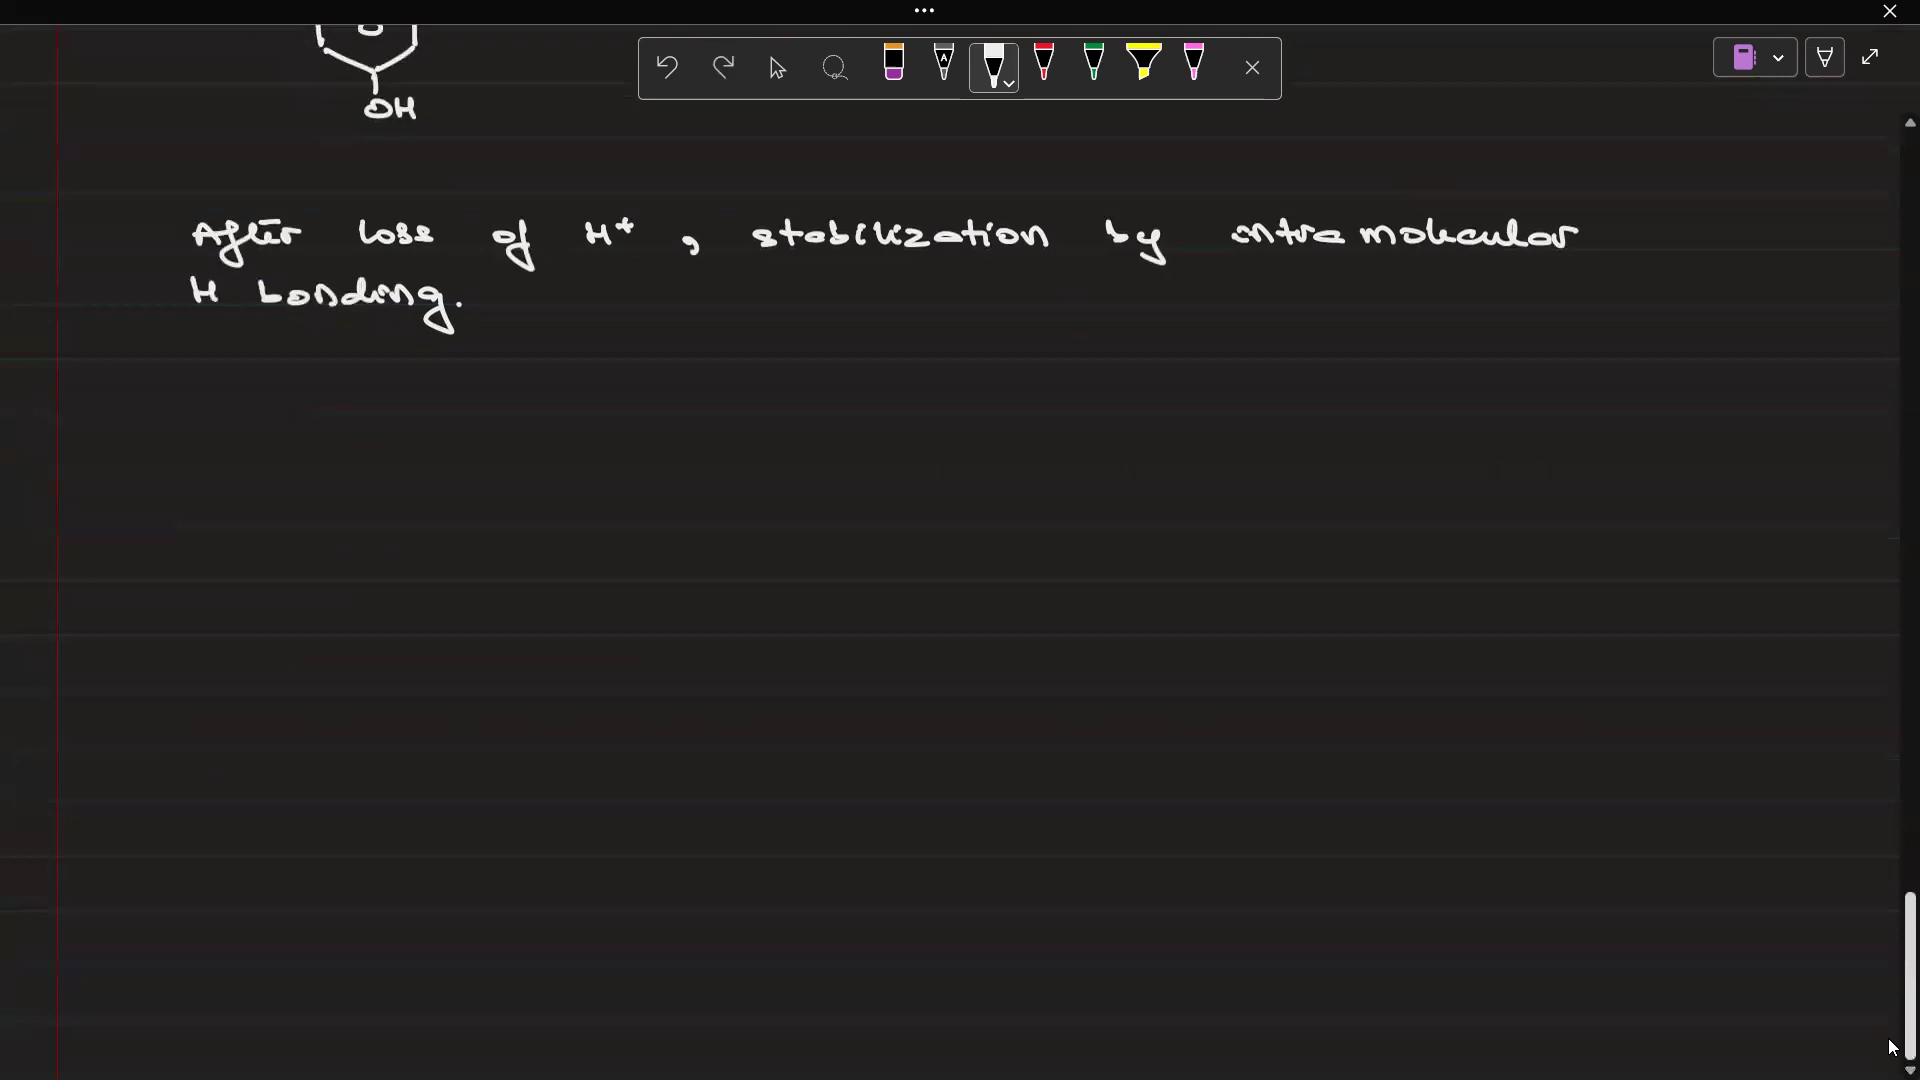 OH
After loss of H⁺, stabilization by intramolecular
H bonding.